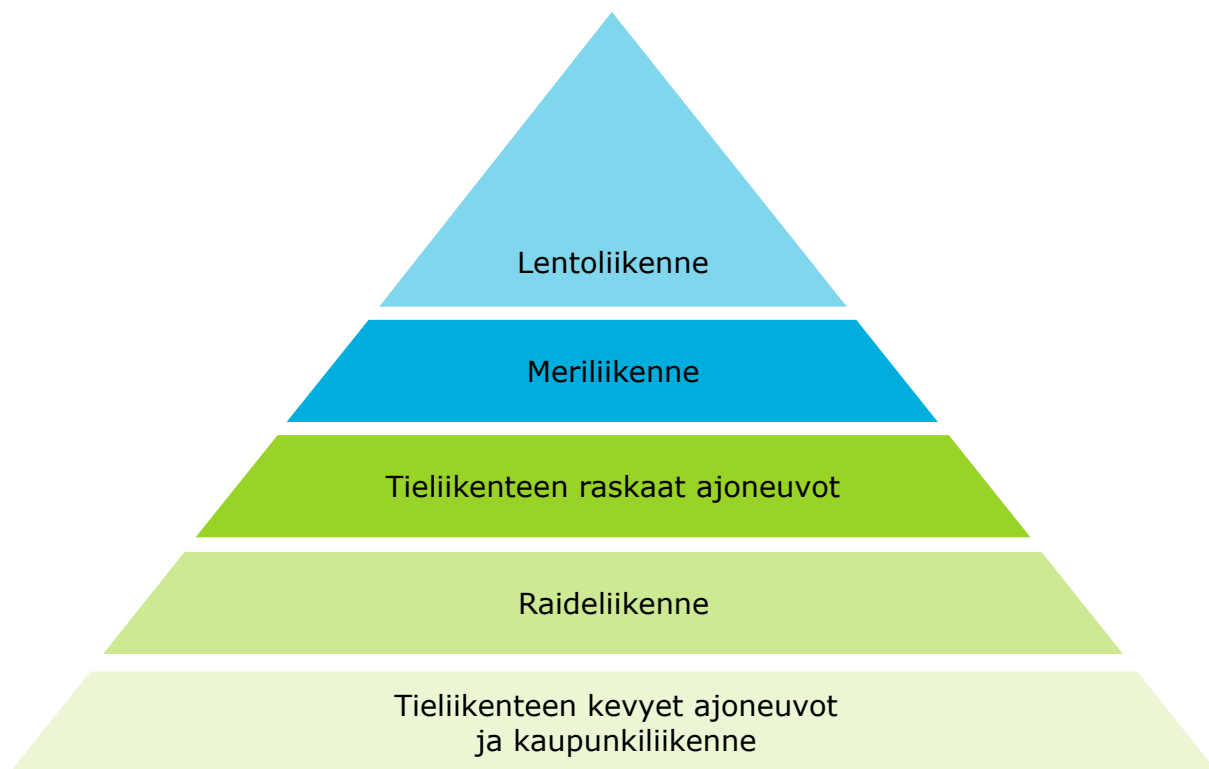 Lentoliikenne
Meriliikenne
Tieliikenteen raskaat ajoneuvot
Raideliikenne
Tieliikenteen kevyet ajoneuvot
ja kaupunkiliikenne